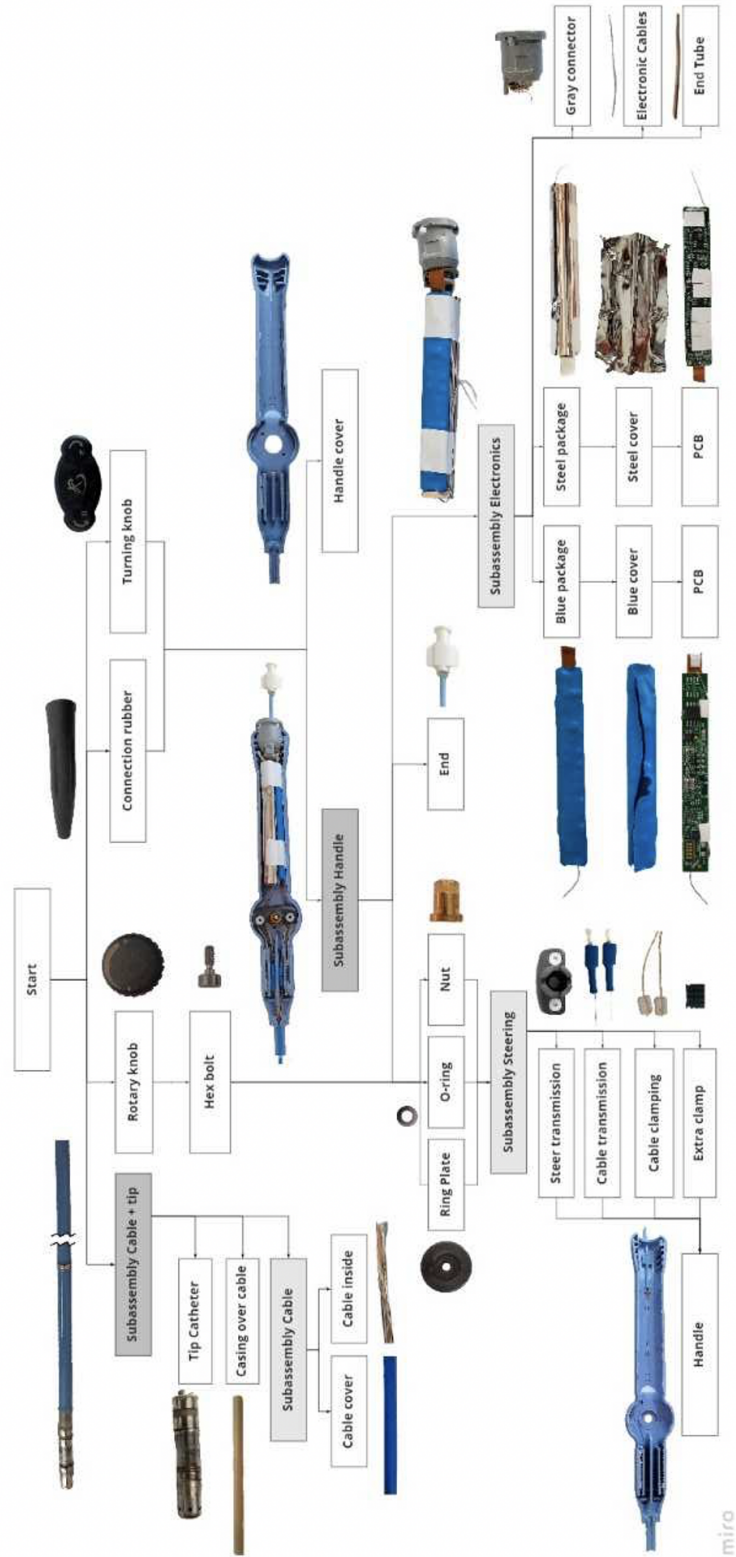 Start
Subassembly Cable + tip
Rotary knob
Connection rubber
Turning knob
Hex bolt
Tip Catheter
Casing over cable
Subassembly Cable
Cable cover
Cable inside
Subassembly Handle
Handle cover
Ring Plate
O-ring
Nut
End
Subassembly Steering
Subassembly Electronics
Steer transmission
Cable transmission
Cable clamping
Extra clamp
Handle
Blue package
Blue cover
PCB
Steel package
Steel cover
PCB
Gray connector
Electronic Cables
End Tube
miro